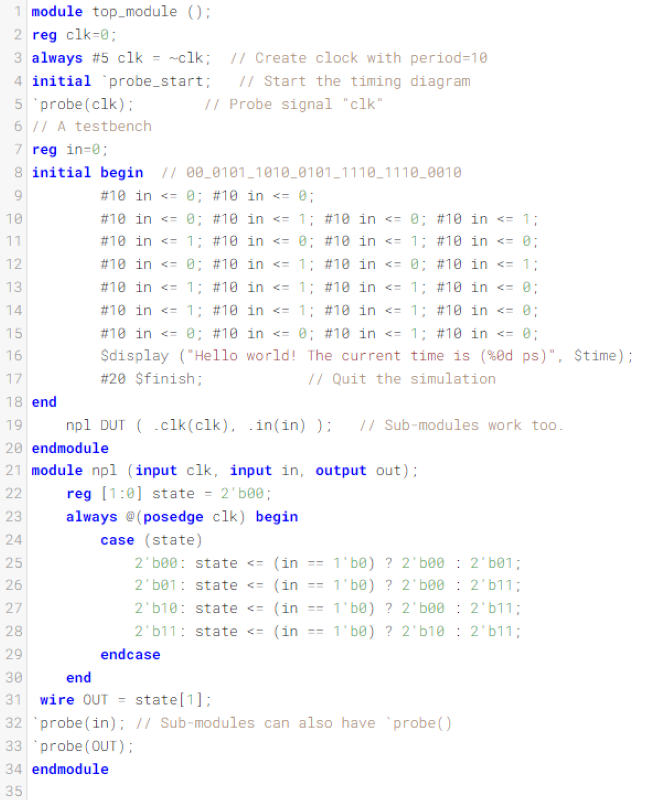 1 module top_module ();
2 reg clk=0;
3 always #5 clk = ~clk;  // Create clock with period=10
4 initial `probe_start;   // Start the timing diagram
5 `probe(clk);        // Probe signal "clk"
6 // A testbench
7 reg in=0;
8 initial begin  // 00_0101_1010_0101_1110_1110_0010
9         #10 in <= 0; #10 in <= 0;
10         #10 in <= 0; #10 in <= 1; #10 in <= 0; #10 in <= 1;
11         #10 in <= 1; #10 in <= 0; #10 in <= 1; #10 in <= 0;
12         #10 in <= 0; #10 in <= 1; #10 in <= 0; #10 in <= 1;
13         #10 in <= 1; #10 in <= 1; #10 in <= 1; #10 in <= 0;
14         #10 in <= 1; #10 in <= 1; #10 in <= 1; #10 in <= 0;
15         #10 in <= 0; #10 in <= 0; #10 in <= 1; #10 in <= 0;
16         $display ("Hello world! The current time is (%0d ps)", $time);
17         #20 $finish;            // Quit the simulation
18 end
19     npl DUT ( .clk(clk), .in(in) );   // Sub-modules work too.
20 endmodule
21 module npl (input clk, input in, output out);
22     reg [1:0] state = 2'b00;
23     always @(posedge clk) begin
24         case (state)
25             2'b00: state <= (in == 1'b0) ? 2'b00 : 2'b01;
26             2'b01: state <= (in == 1'b0) ? 2'b00 : 2'b11;
27             2'b10: state <= (in == 1'b0) ? 2'b00 : 2'b11;
28             2'b11: state <= (in == 1'b0) ? 2'b10 : 2'b11;
29         endcase
30     end
31  wire OUT = state[1];
32 `probe(in); // Sub-modules can also have `probe()
33 `probe(OUT);
34 endmodule
35